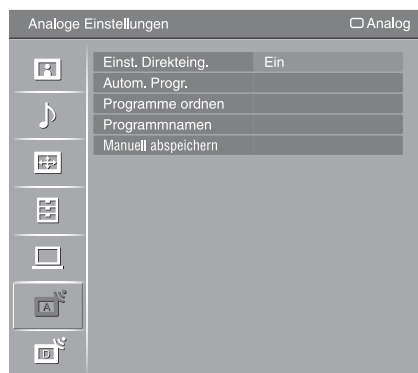 Analoge Einstellungen Analog
Einst. Direkteing. Ein
Autom. Progr.
Programme ordnen
Programmnamen
Manuell abspeichern
A
D